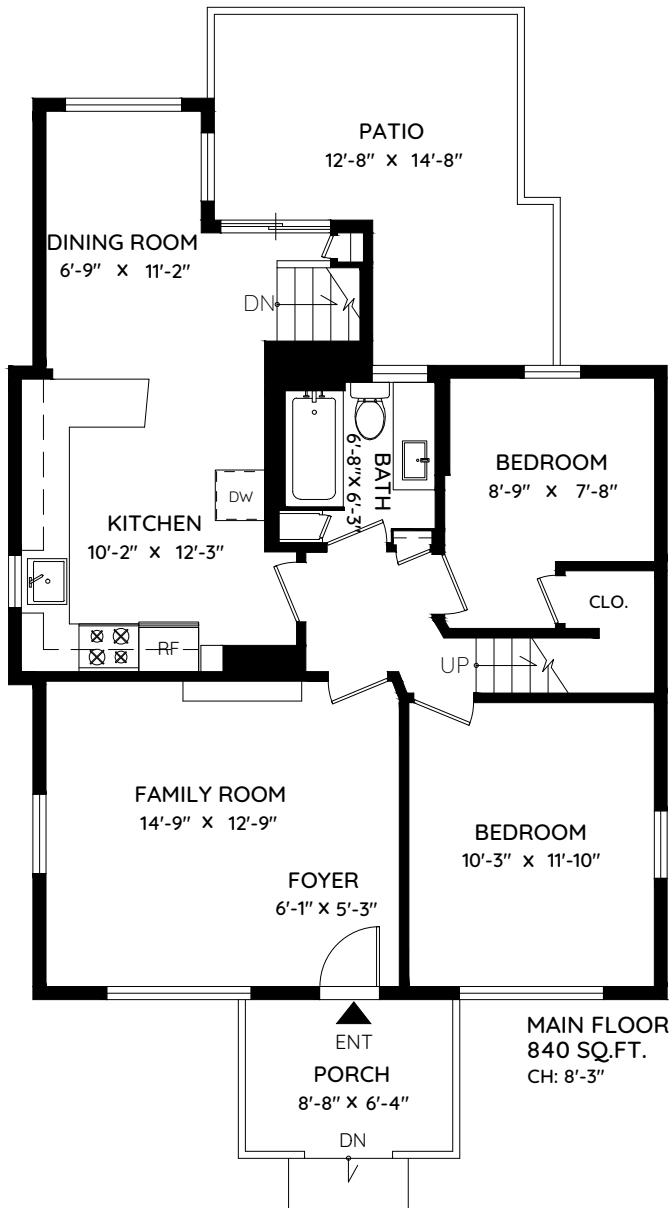 PATIO
12'-8" X 14'-8"
DINING ROOM
6'-9" X 11'-2"
DN
BATH
6'-8" X 6'-3"
BEDROOM
8'-9" X 7'-8"
DW
KITCHEN
10'-2" X 12'-3"
CLO.
RF
UP
FAMILY ROOM
14'-9" X 12'-9"
BEDROOM
10'-3" X 11'-10"
FOYER
6'-1" X 5'-3"
MAIN FLOOR
840 SQ.FT.
CH: 8'-3"
ENT
PORCH
8'-8" X 6'-4"
DN